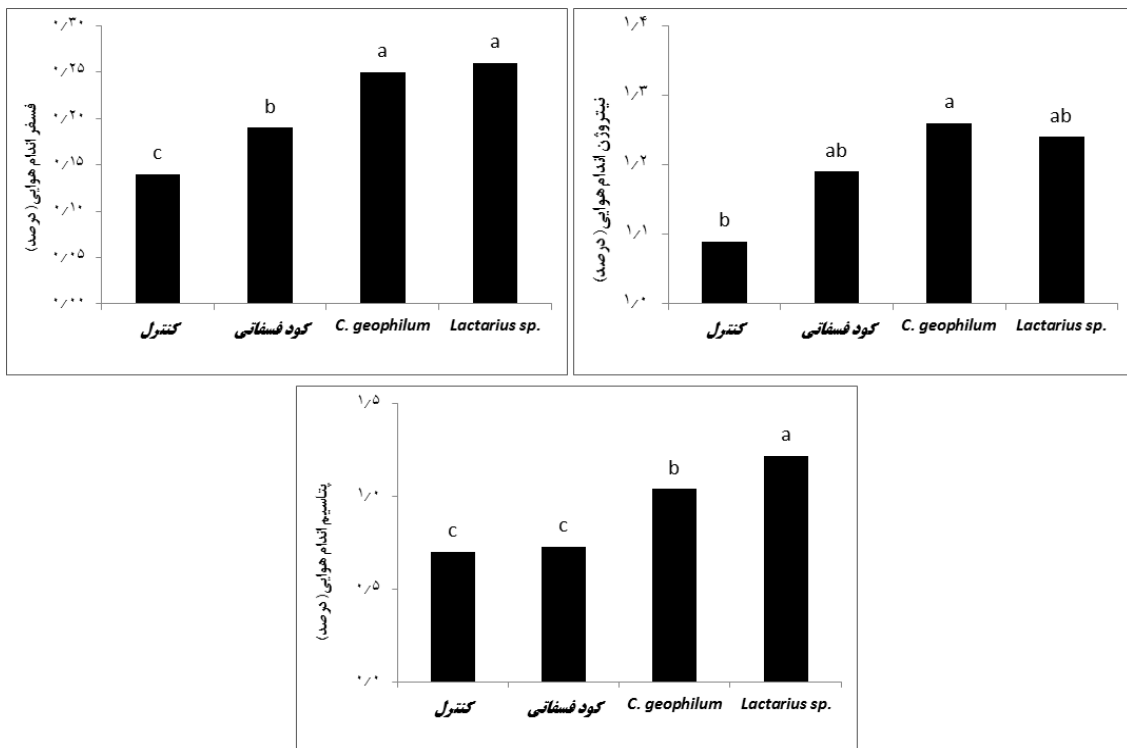 فسفر اندام هوایی(درصد)
۰٫۳۰
۰٫۲۵
۰٫۲۰
۰٫۱۵
۰٫۱۰
۰٫۰۵
۰٫۰۰
c
b
a
a
کنترل
کود فسفاتی
C. geophilum
Lactarius sp.
نیتروژن اندام هوایی(درصد)
۱٫۴
۱٫۳
۱٫۲
۱٫۱
۱٫۰
b
ab
a
ab
کنترل
کود فسفاتی
C. geophilum
Lactarius sp.
پتاسیم اندام هوایی(درصد)
۱٫۵
۱٫۰
۰٫۵
۰٫۰
c
c
b
a
کنترل
کود فسفاتی
C. geophilum
Lactarius sp.